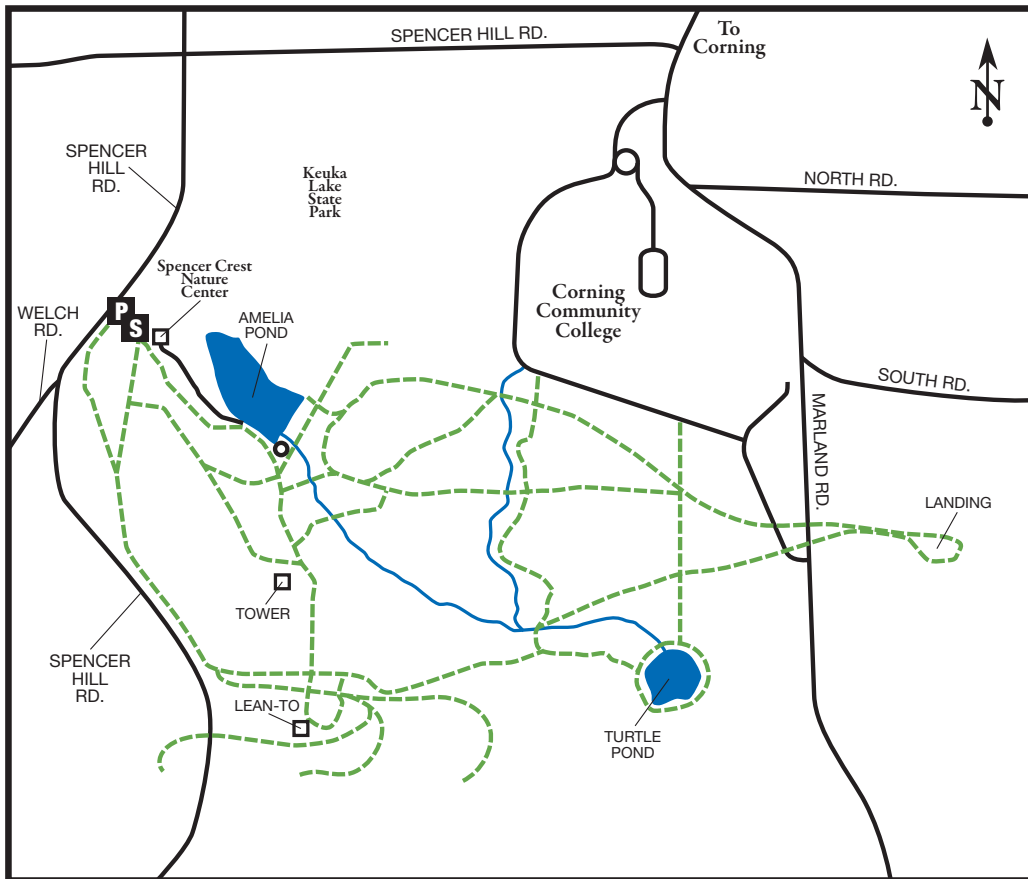 To
Corning
SPENCER HILL RD.
N
SPENCER
HILL
RD.
Keuka
Lake
State
Park
NORTH RD.
Spencer Crest
Nature
Center
P
S
WELCH
RD.
AMELIA
POND
Corning
Community
College
SOUTH RD.
MARLAND RD.
LANDING
TOWER
SPENCER
HILL
RD.
LEAN-TO
TURTLE
POND